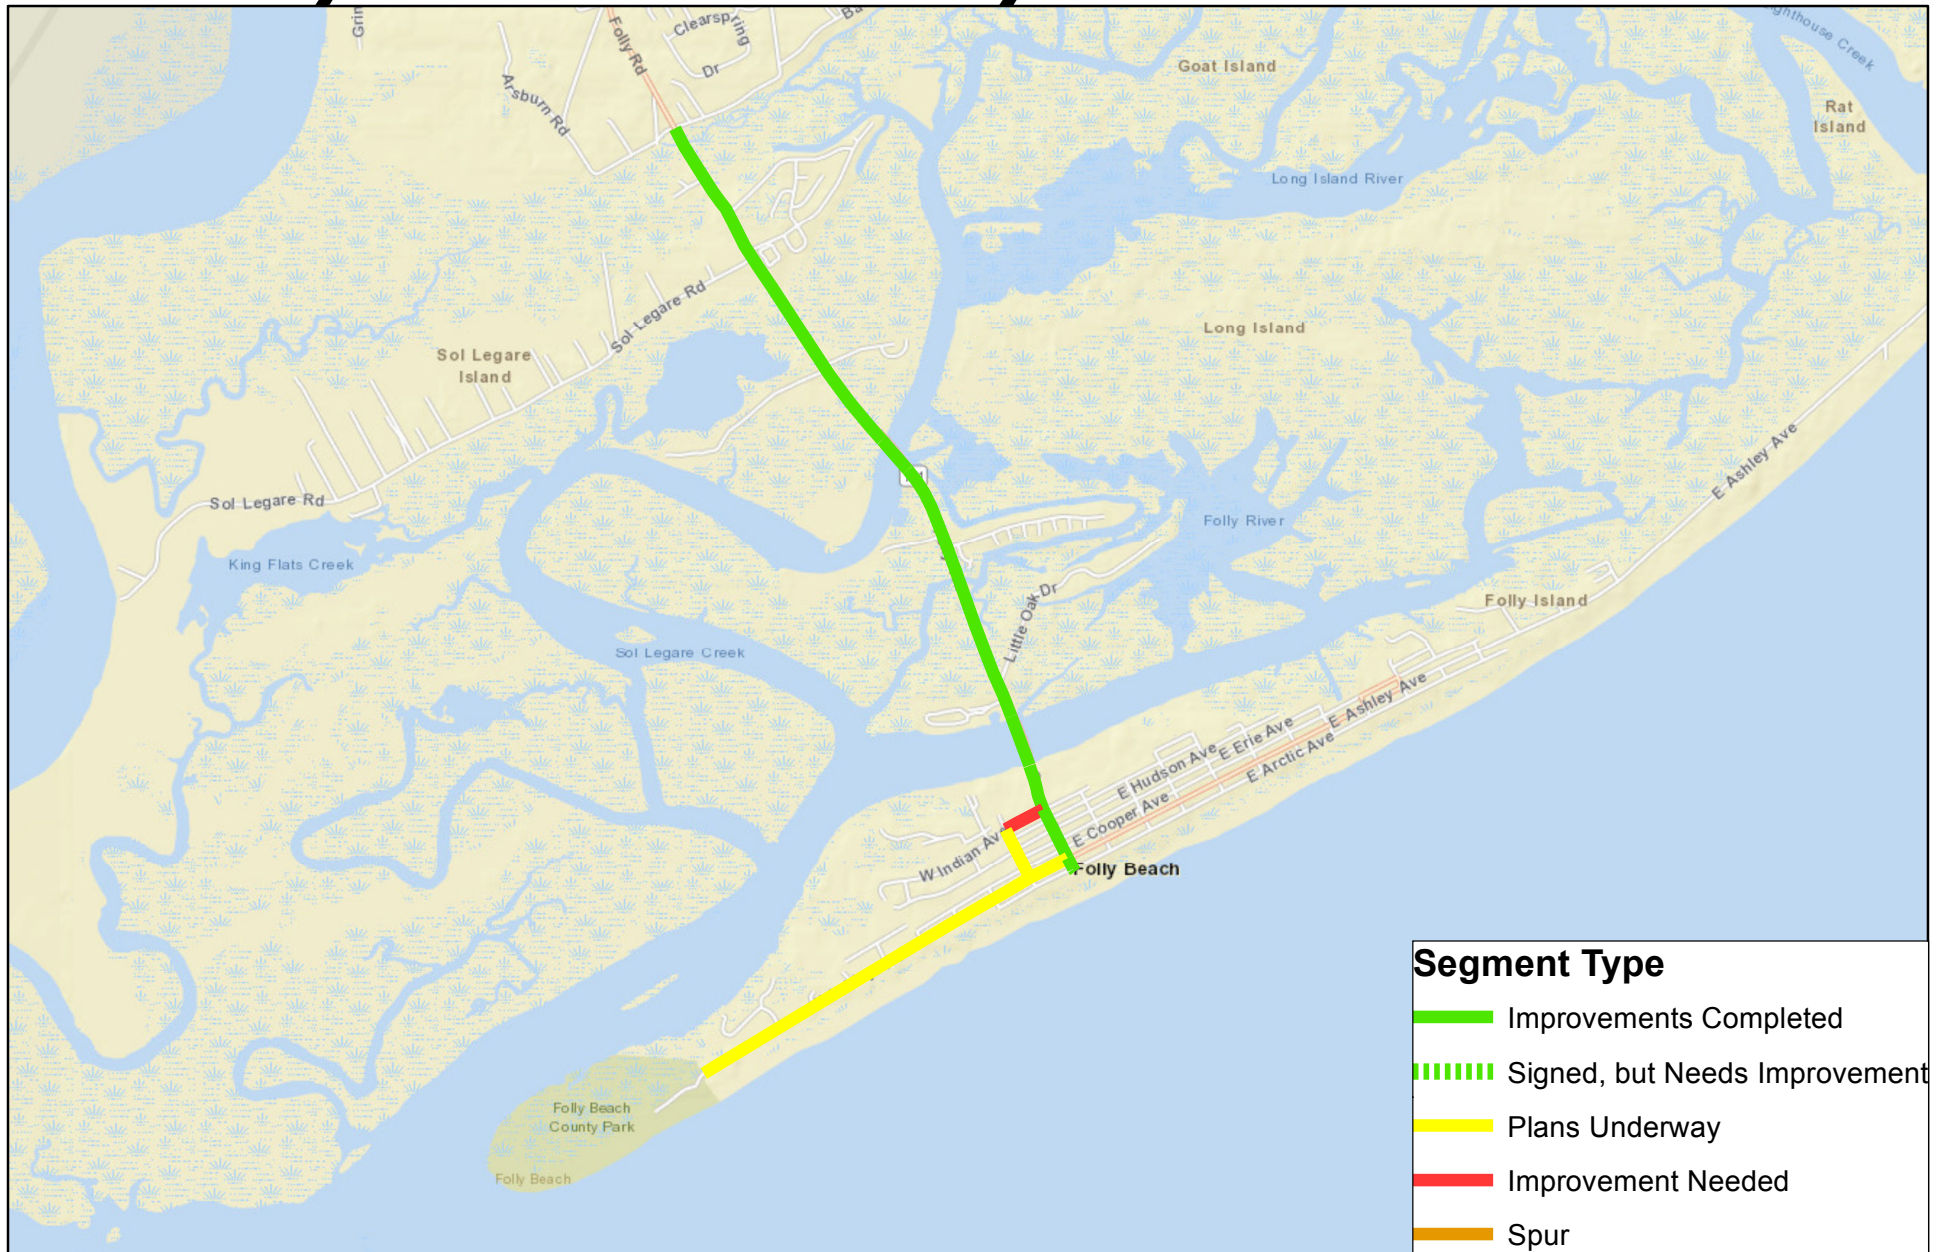 Folly Rd
Clearspring
Dr
Arsburn Rd
Goat Island
Rat
Island
Long Island River
Sol Legare Rd
Long Island
Sol Legare
Island
E Ashley Ave
Sol Legare Rd
Folly River
King Flats Creek
Little Oak Dr
Folly Island
Sol Legare Creek
E Ashley Ave
E Erie Ave
E Hudson Ave
E Arctic Ave
E Cooper Ave
W Indian Ave
Folly Beach
Folly Beach
County Park
Folly Beach
Segment Type
Improvements Completed
Signed, but Needs Improvement
Plans Underway
Improvement Needed
Spur